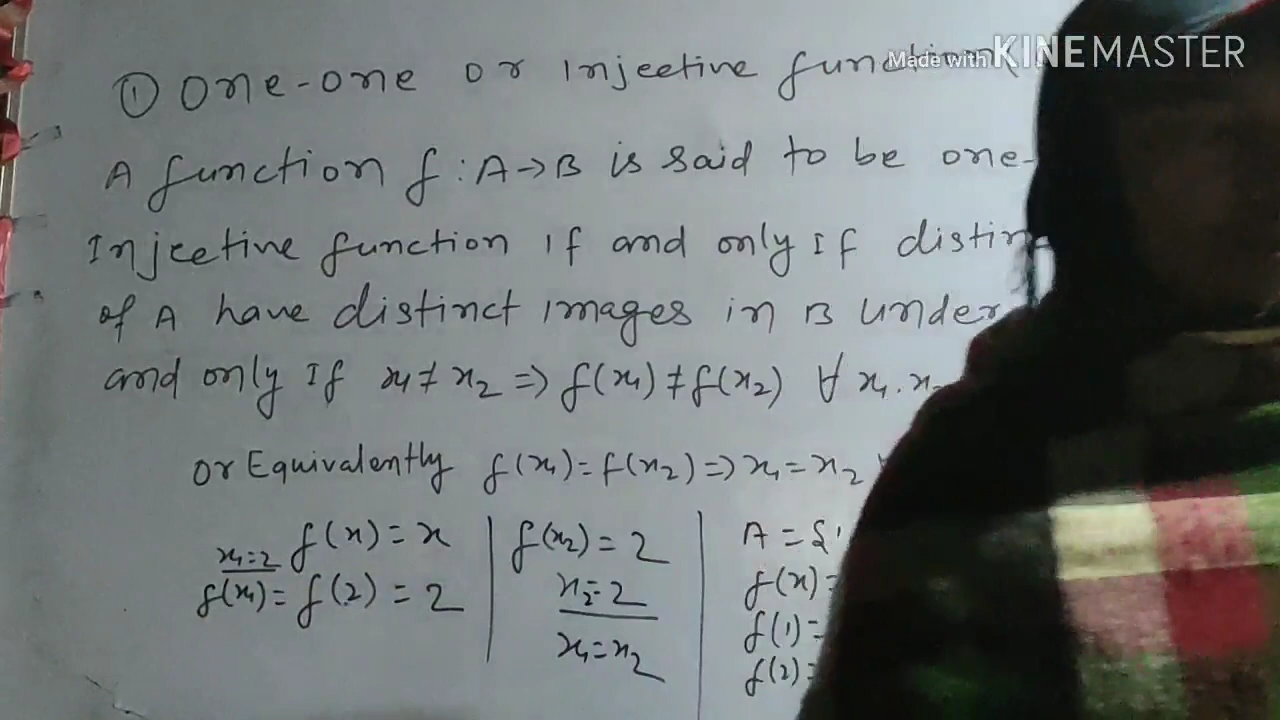 Made with KINEMASTER
① One-one or Injective function(
A function f : A→B is said to be one-
Injective function If and only If distin
of A have distinct images in B under
and only If x₁ ≠ x₂ => f(x₁) ≠ f(x₂) ∀ x₁.x₂
Or Equivalently f(x₁) = f(x₂) => x₁ = x₂
f(x) = x
x₁=2
f(x₁) = f(2) = 2
f(x₂) = 2
x₂=2
x₁=x₂
A = {1
f(x)=
f(1)=
f(2)=